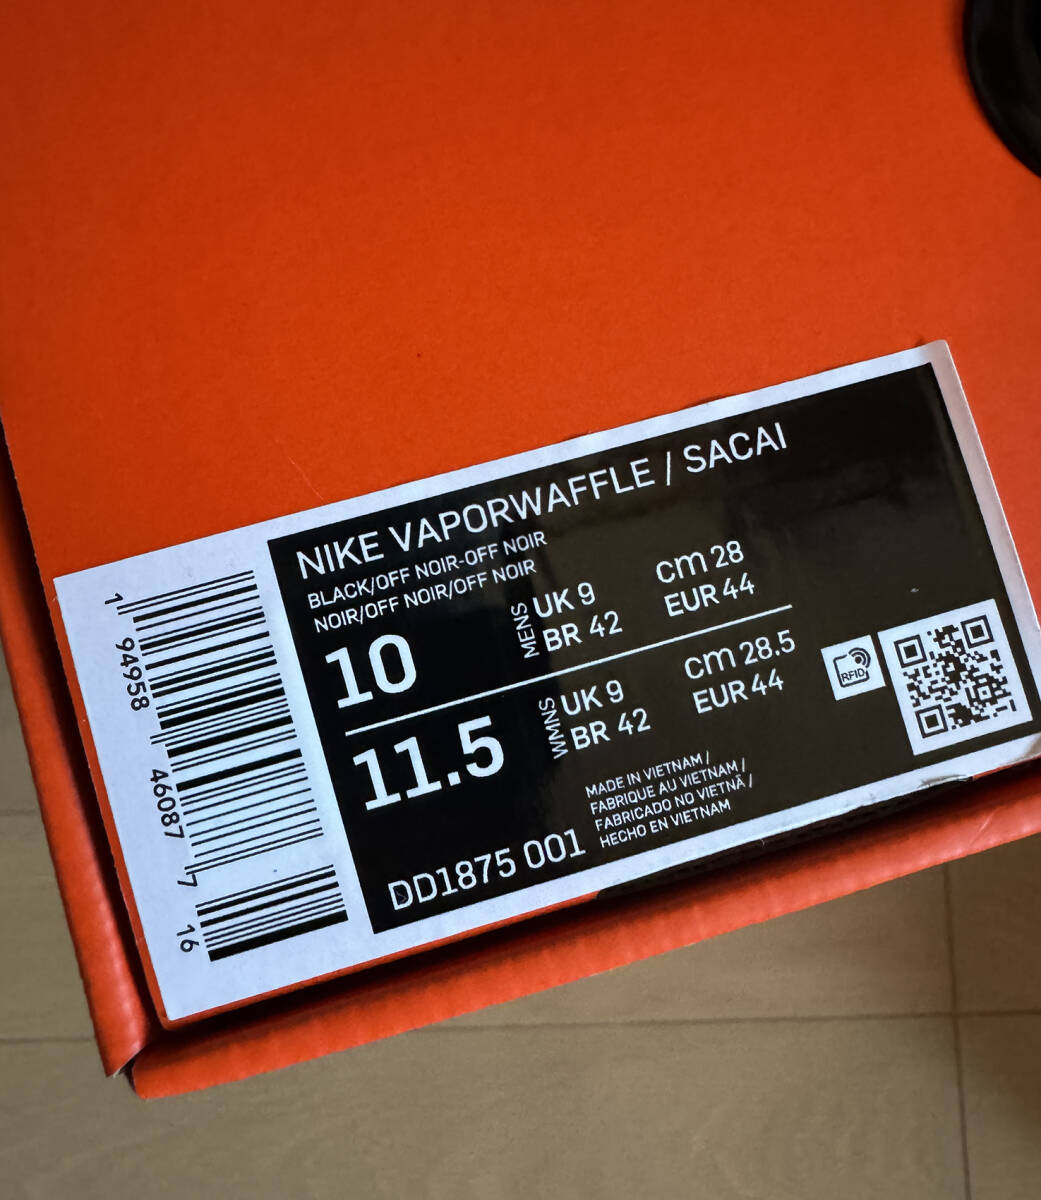 NIKE VAPORWAFFLE / SACAI
BLACK/OFF NOIR-OFF NOIR
NOIR/OFF NOIR/OFF NOIR
10
MENS
UK 9
BR 42
cm 28
EUR 44
11.5
WMNS
UK 9
BR 42
cm 28.5
EUR 44
MADE IN VIETNAM /
FABRIQUE AU VIETNAM /
FABRICADO NO VIETNÃ /
HECHO EN VIETNAM
DD1875 001
RFID
1 94958 46087 7 16